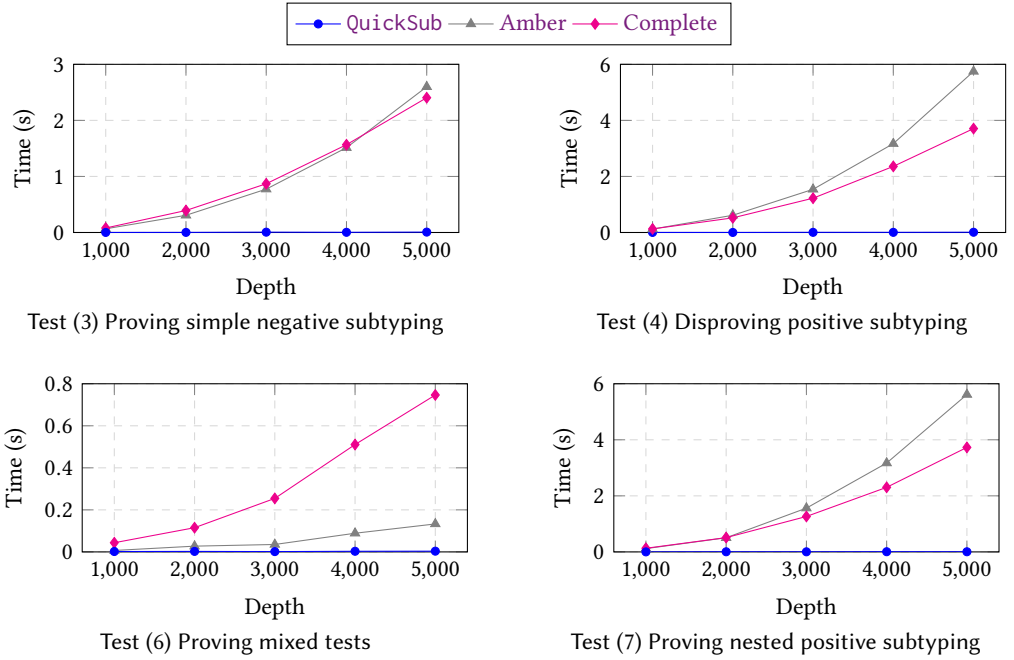 QuickSub Amber Complete
3
2
1
0
1,000 2,000 3,000 4,000 5,000
Time (s)
Depth
Test (3) Proving simple negative subtyping
6
4
2
0
1,000 2,000 3,000 4,000 5,000
Time (s)
Depth
Test (4) Disproving positive subtyping
0.8
0.6
0.4
0.2
0
1,000 2,000 3,000 4,000 5,000
Time (s)
Depth
Test (6) Proving mixed tests
6
4
2
0
1,000 2,000 3,000 4,000 5,000
Time (s)
Depth
Test (7) Proving nested positive subtyping